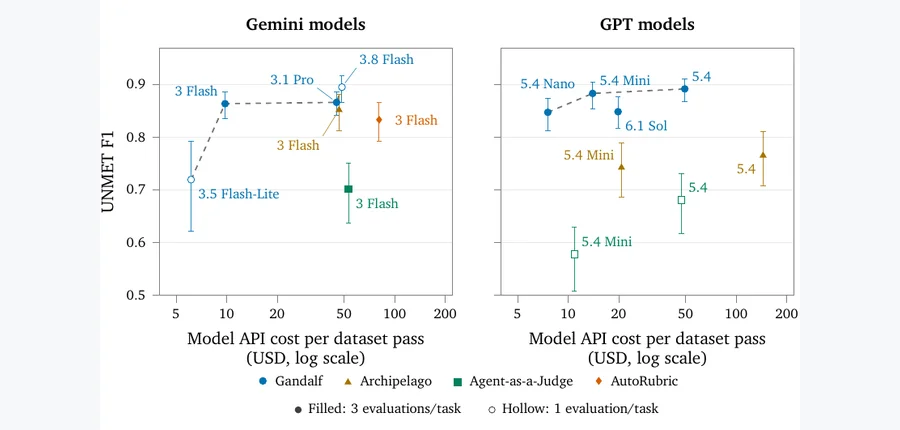 Gemini models
GPT models
UNMET F1
0.9
0.8
0.7
0.6
0.5
3.8 Flash
3.1 Pro
3 Flash
3 Flash
3 Flash
3.5 Flash-Lite
3 Flash
5 10 20 50 100 200
Model API cost per dataset pass
(USD, log scale)
5.4 Nano
5.4 Mini
5.4
6.1 Sol
5.4 Mini
5.4
5.4
5.4 Mini
5 10 20 50 100 200
Model API cost per dataset pass
(USD, log scale)
Gandalf Archipelago Agent-as-a-Judge AutoRubric
Filled: 3 evaluations/task Hollow: 1 evaluation/task